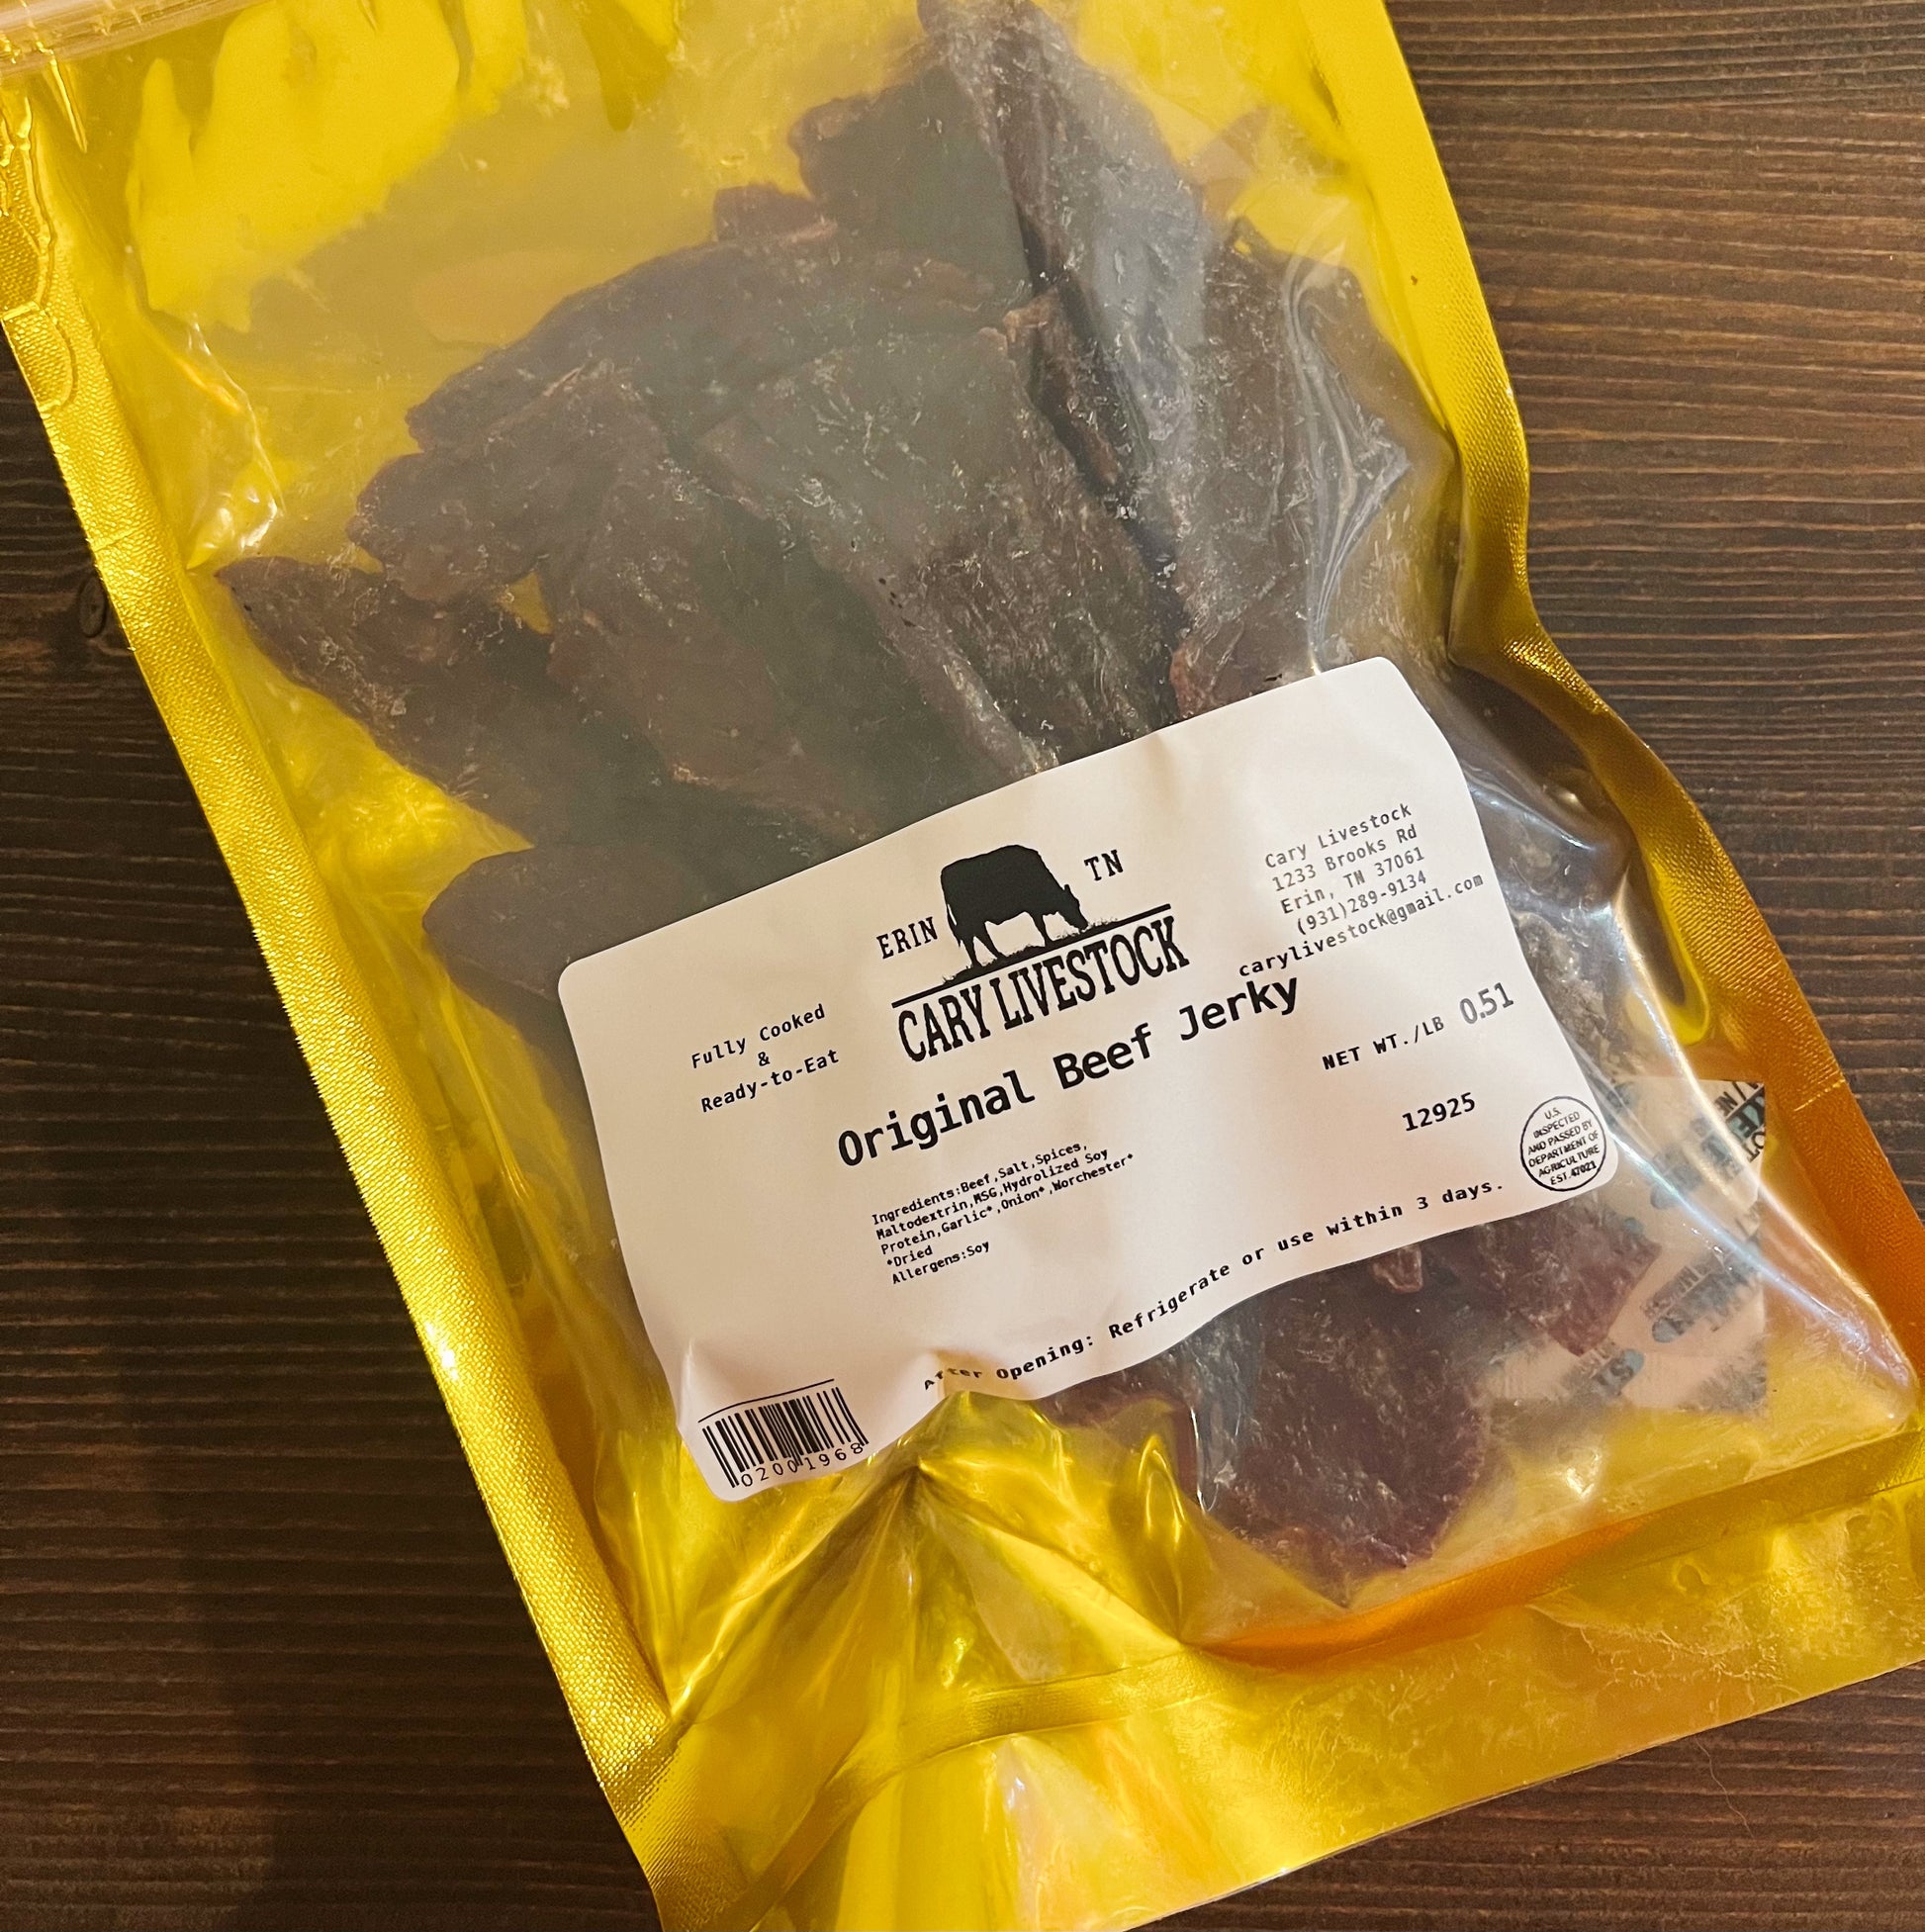 ERIN TN
CARY LIVESTOCK
Cary Livestock
1233 Brooks Rd
Erin, TN 37061
(931)289-9134
carylivestock@gmail.com
Fully Cooked
&
Ready-to-Eat
Original Beef Jerky
NET WT./LB 0.51
12925
Ingredients:Beef,Salt,Spices,
Maltodextrin,MSG,Hydrolized Soy
Protein,Garlic*,Onion*,Worchester*
*Dried
Allergens:Soy
U.S.
INSPECTED
AND PASSED BY
DEPARTMENT OF
AGRICULTURE
EST.47021
After Opening: Refrigerate or use within 3 days.
02001968